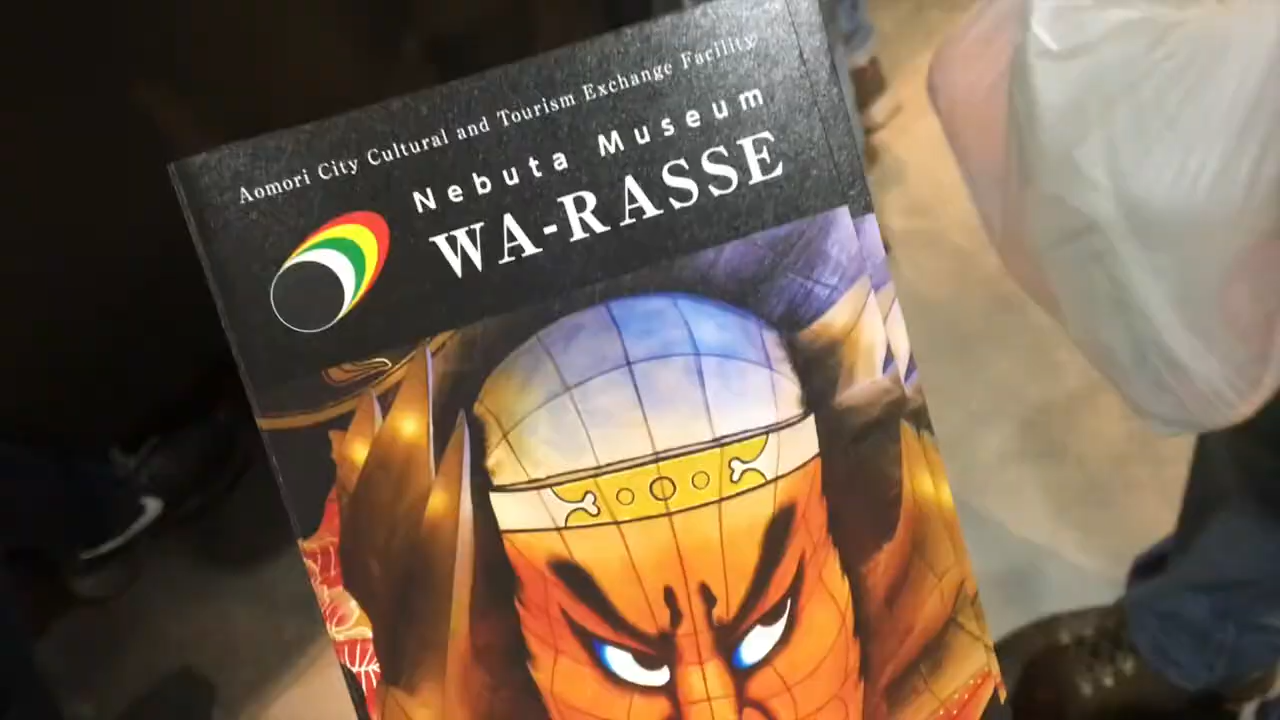 Aomori City Cultural and Tourism Exchange Facility
Nebuta Museum
WA-RASSE